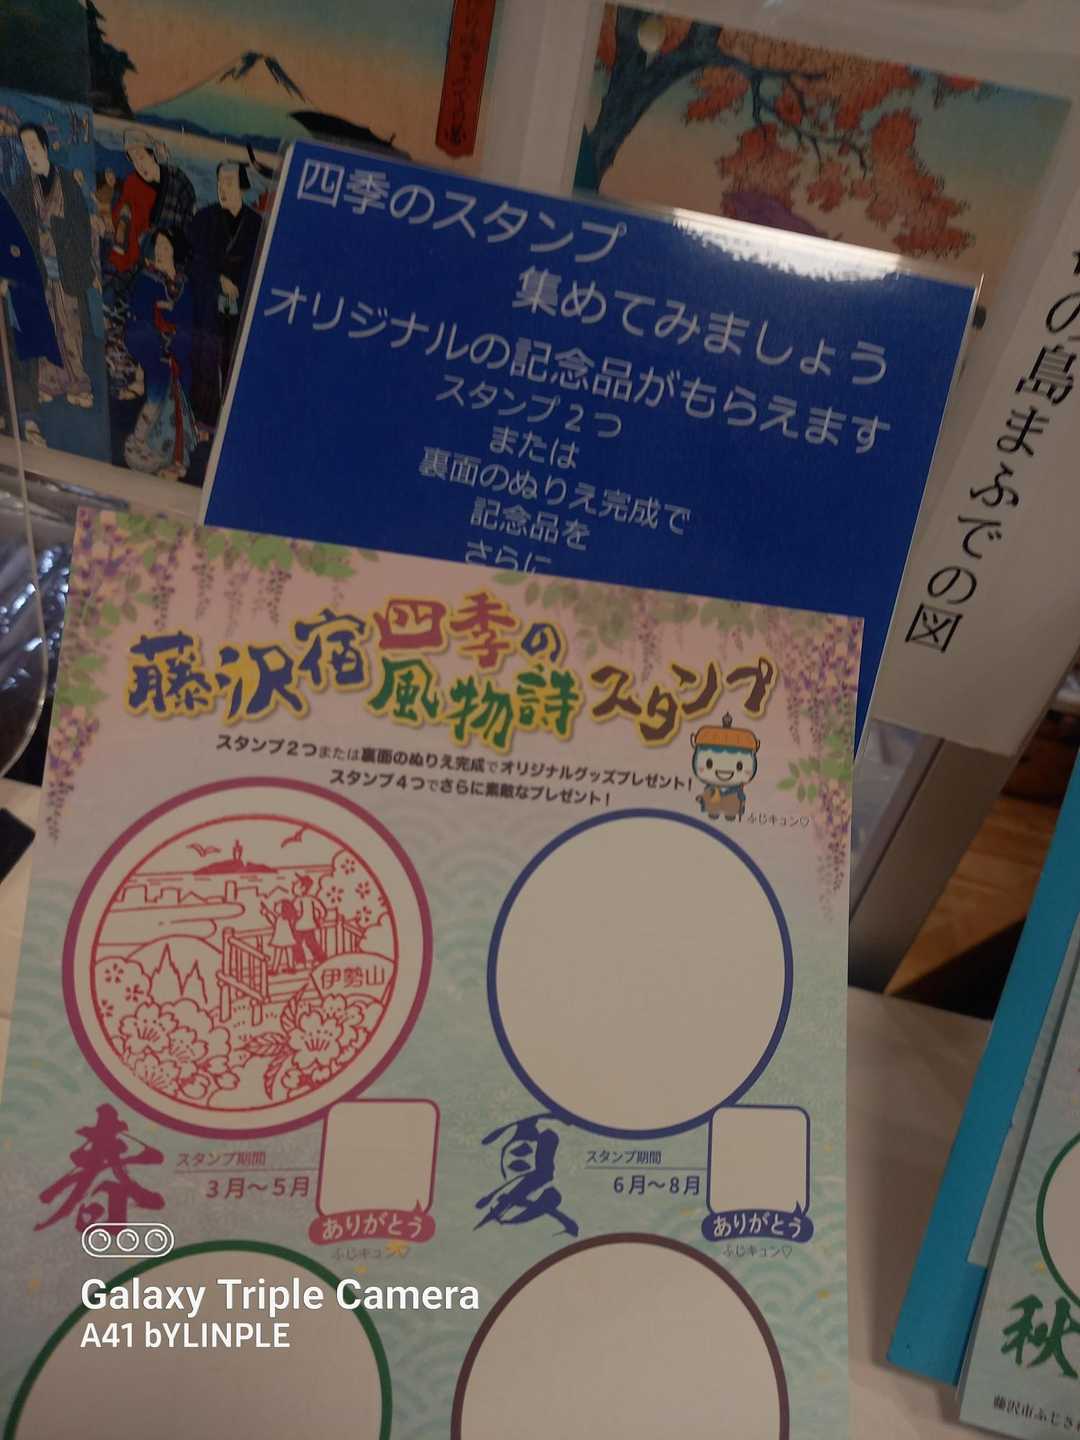 四季のスタンプ
集めてみましょう
オリジナルの記念品がもらえます
スタンプ2つ
または
裏面のぬりえ完成で
記念品を
さらに
の島まふでの図
藤沢宿四季の風物詩スタンプ
スタンプ2つまたは裏面のぬりえ完成でオリジナルグッズプレゼント!
スタンプ4つでさらに素敵なプレゼント!
ふじキュン♡
伊勢山
春
スタンプ期間
3月～5月
ありがとう
ふじキュン♡
夏
スタンプ期間
6月～8月
ありがとう
ふじキュン♡
秋
藤沢市ふじさ
Galaxy Triple Camera
A41 bYLINPLE